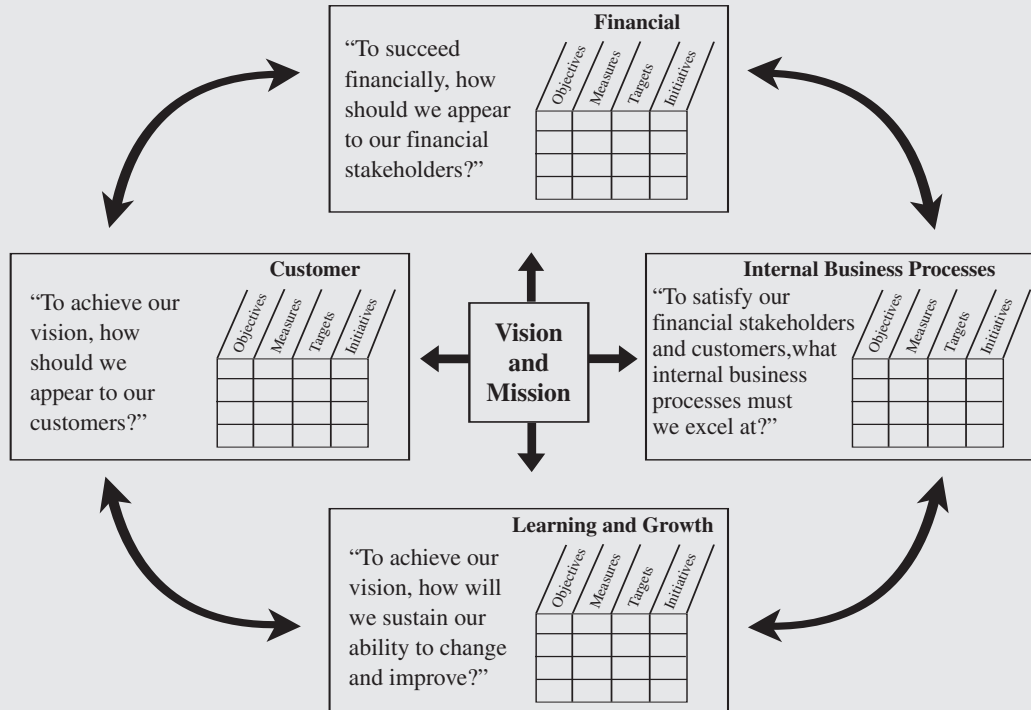 Financial
“To succeed
financially, how
should we appear
to our financial
stakeholders?”
Objectives
Measures
Targets
Initiatives
Customer
“To achieve our
vision, how
should we
appear to our
customers?”
Objectives
Measures
Targets
Initiatives
Vision
and
Mission
Internal Business Processes
“To satisfy our
financial stakeholders
and customers,what
internal business
processes must
we excel at?”
Objectives
Measures
Targets
Initiatives
Learning and Growth
“To achieve our
vision, how will
we sustain our
ability to change
and improve?”
Objectives
Measures
Targets
Initiatives